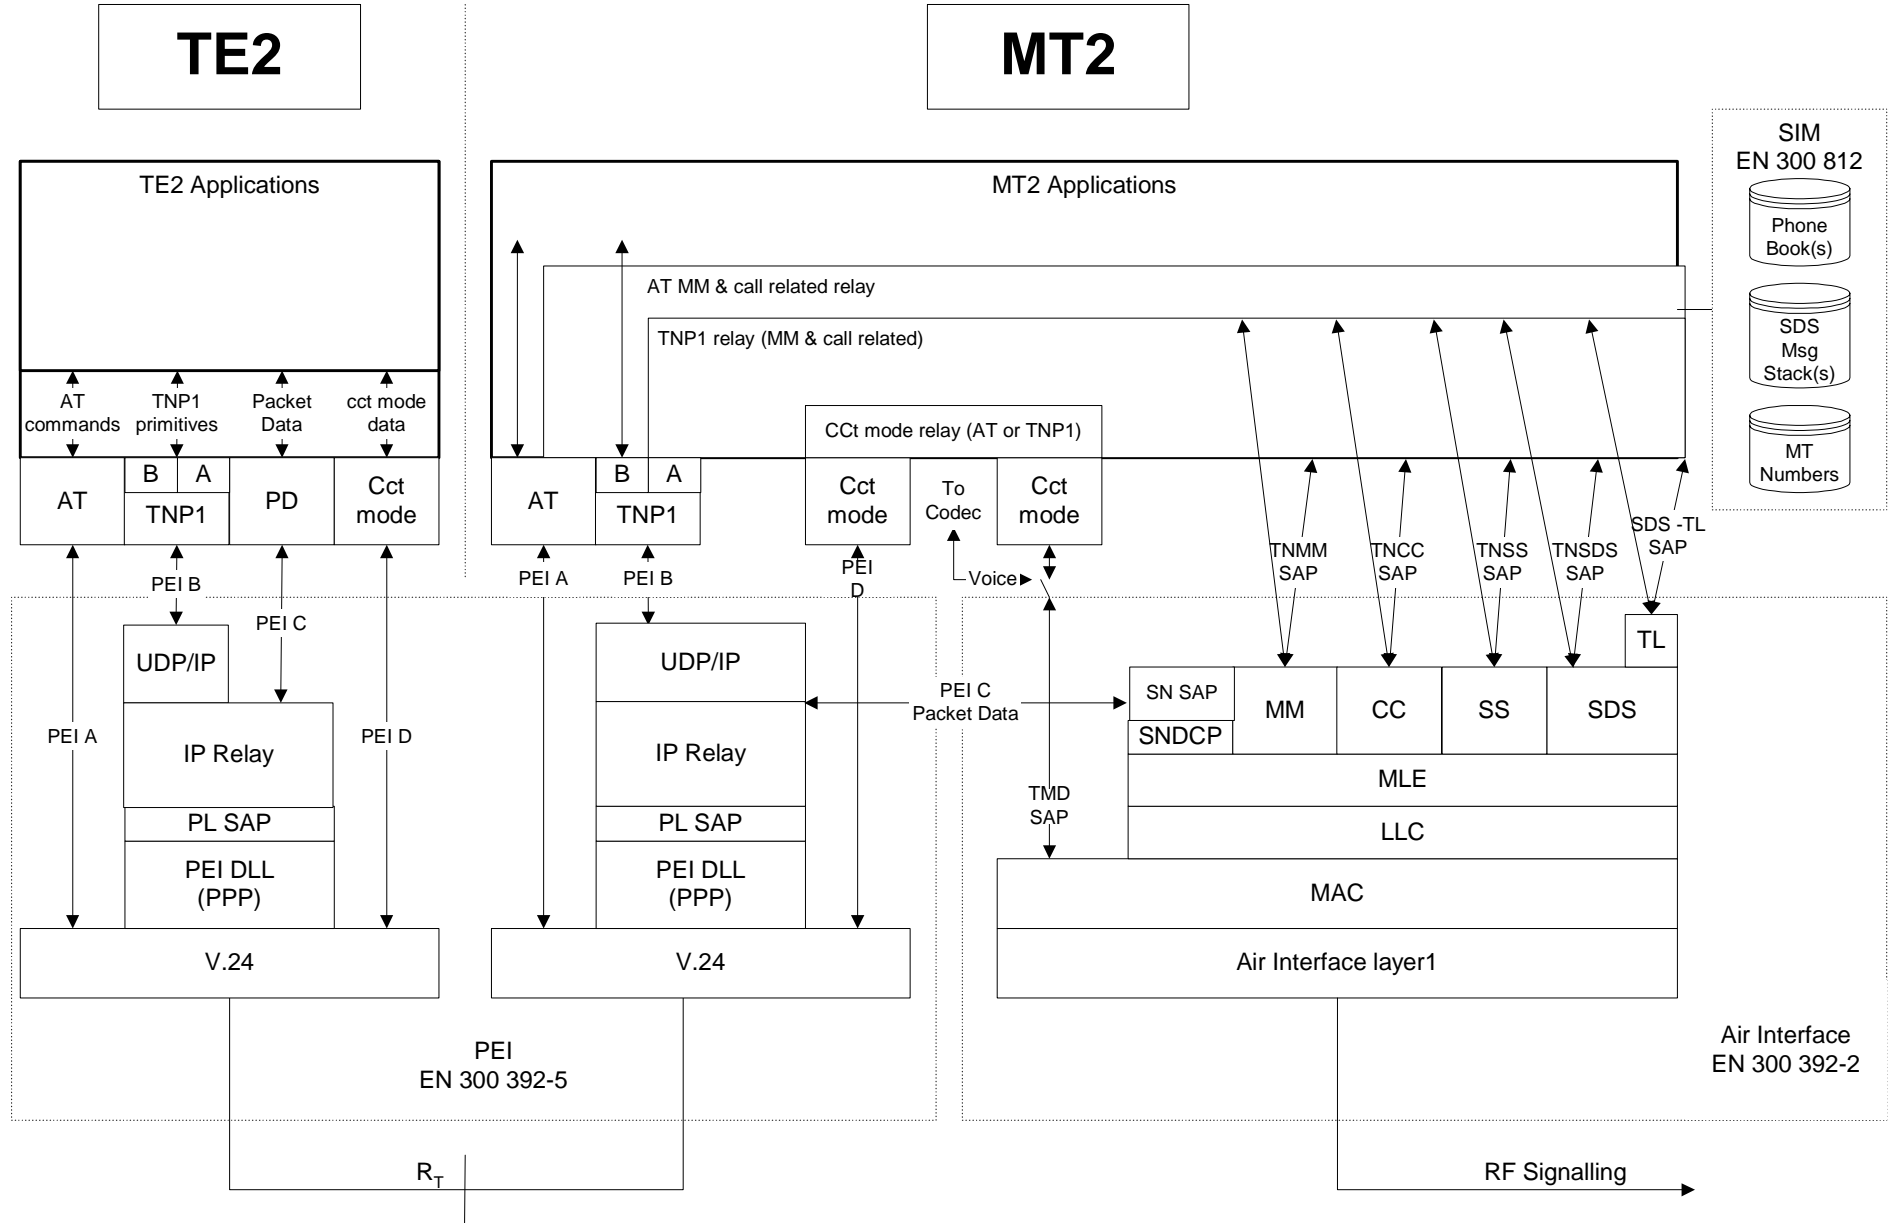 TE2
MT2
SIM
EN 300 812
Phone
Book(s)
SDS
Msg
Stack(s)
MT
Numbers
TE2 Applications
AT
commands
TNP1
primitives
Packet
Data
cct mode
data
AT
B
A
TNP1
PD
Cct
mode
MT2 Applications
AT MM & call related relay
TNP1 relay (MM & call related)
CCt mode relay (AT or TNP1)
AT
B
A
TNP1
Cct
mode
To
Codec
Cct
mode
Voice
PEI A
PEI B
PEI
D
TNMM
SAP
TNCC
SAP
TNSS
SAP
TNSDS
SAP
SDS -TL
SAP
PEI B
PEI C
PEI A
PEI D
UDP/IP
IP Relay
PL SAP
PEI DLL
(PPP)
V.24
UDP/IP
IP Relay
PL SAP
PEI DLL
(PPP)
V.24
PEI C
Packet Data
TMD
SAP
TL
SN SAP
SNDCP
MM
CC
SS
SDS
MLE
LLC
MAC
Air Interface layer1
PEI
EN 300 392-5
Air Interface
EN 300 392-2
RT
RF Signalling